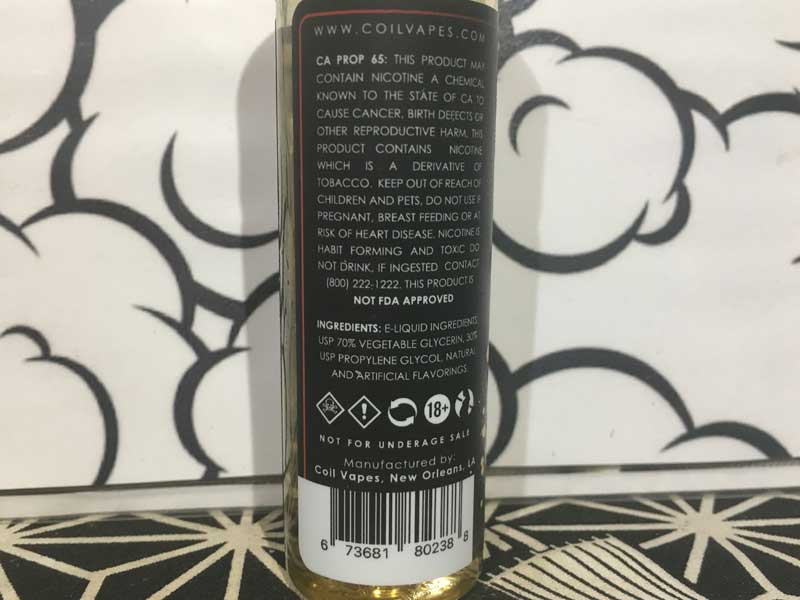 WWW.COILVAPES.COM
CA PROP 65: THIS PRODUCT MAY
CONTAIN NICOTINE A CHEMICAL
KNOWN TO THE STATE OF CA TO
CAUSE CANCER, BIRTH DEFECTS OR
OTHER REPRODUCTIVE HARM. THIS
PRODUCT CONTAINS NICOTINE
WHICH IS A DERIVATIVE OF
TOBACCO. KEEP OUT OF REACH OF
CHILDREN AND PETS, DO NOT USE IF
PREGNANT, BREAST FEEDING OR AT
RISK OF HEART DISEASE. NICOTINE IS
HABIT FORMING AND TOXIC DO
NOT DRINK, IF INGESTED CONTACT
(800) 222-1222. THIS PRODUCT IS
NOT FDA APPROVED
INGREDIENTS: E-LIQUID INGREDIENTS:
USP 70% VEGETABLE GLYCERIN, 30%
USP PROPYLENE GLYCOL, NATURAL
AND ARTIFICIAL FLAVORINGS.
18+
NOT FOR UNDERAGE SALE
Manufactured by:
Coil Vapes, New Orleans, LA
6 73681 80238 8